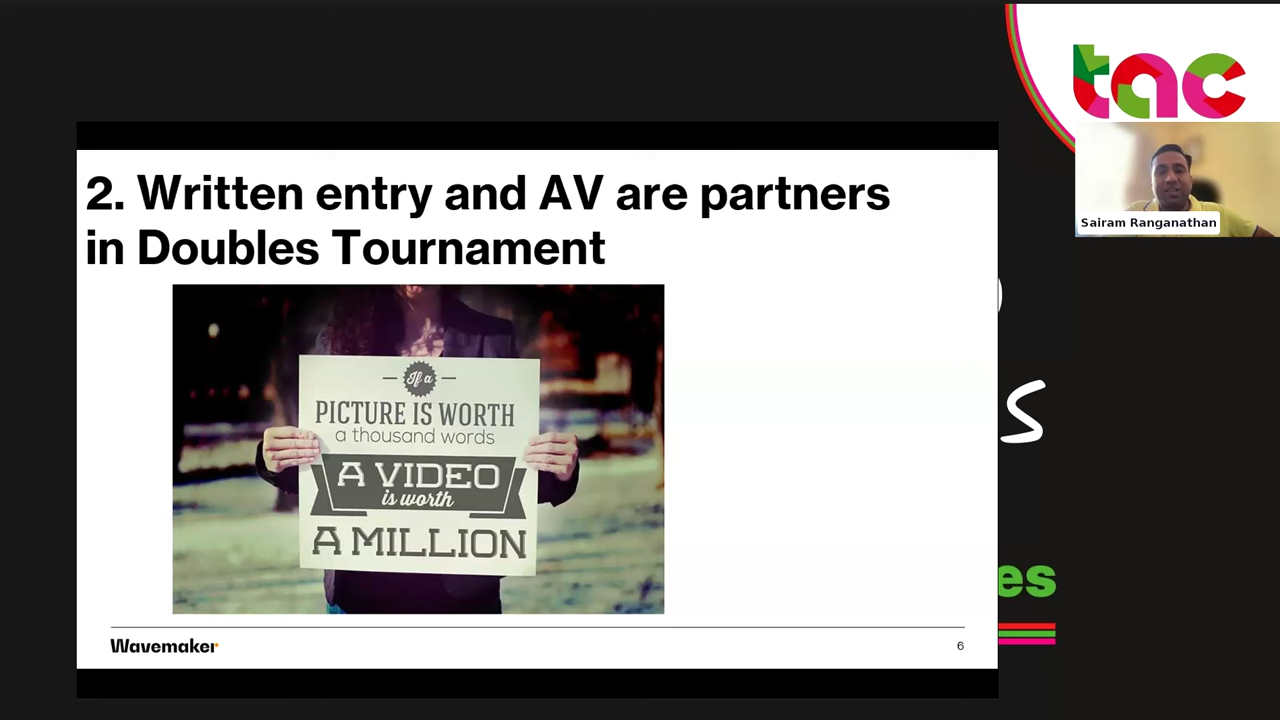 tac
Sairam Ranganathan
2. Written entry and AV are partners
in Doubles Tournament
If a
PICTURE IS WORTH
a thousand words
A VIDEO
is worth
A MILLION
Wavemaker
6
s
es